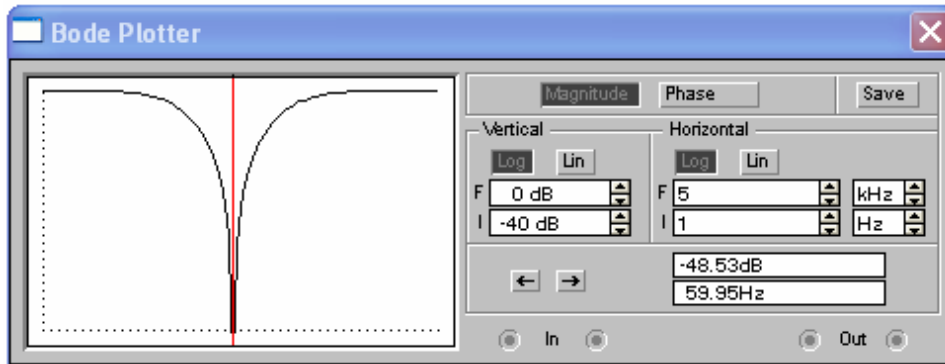 Bode Plotter
Magnitude Phase Save
Vertical Horizontal
Log Lin Log Lin
F 0 dB F 5 kHz
I -40 dB I 1 Hz
-48.53dB
59.95Hz
In Out